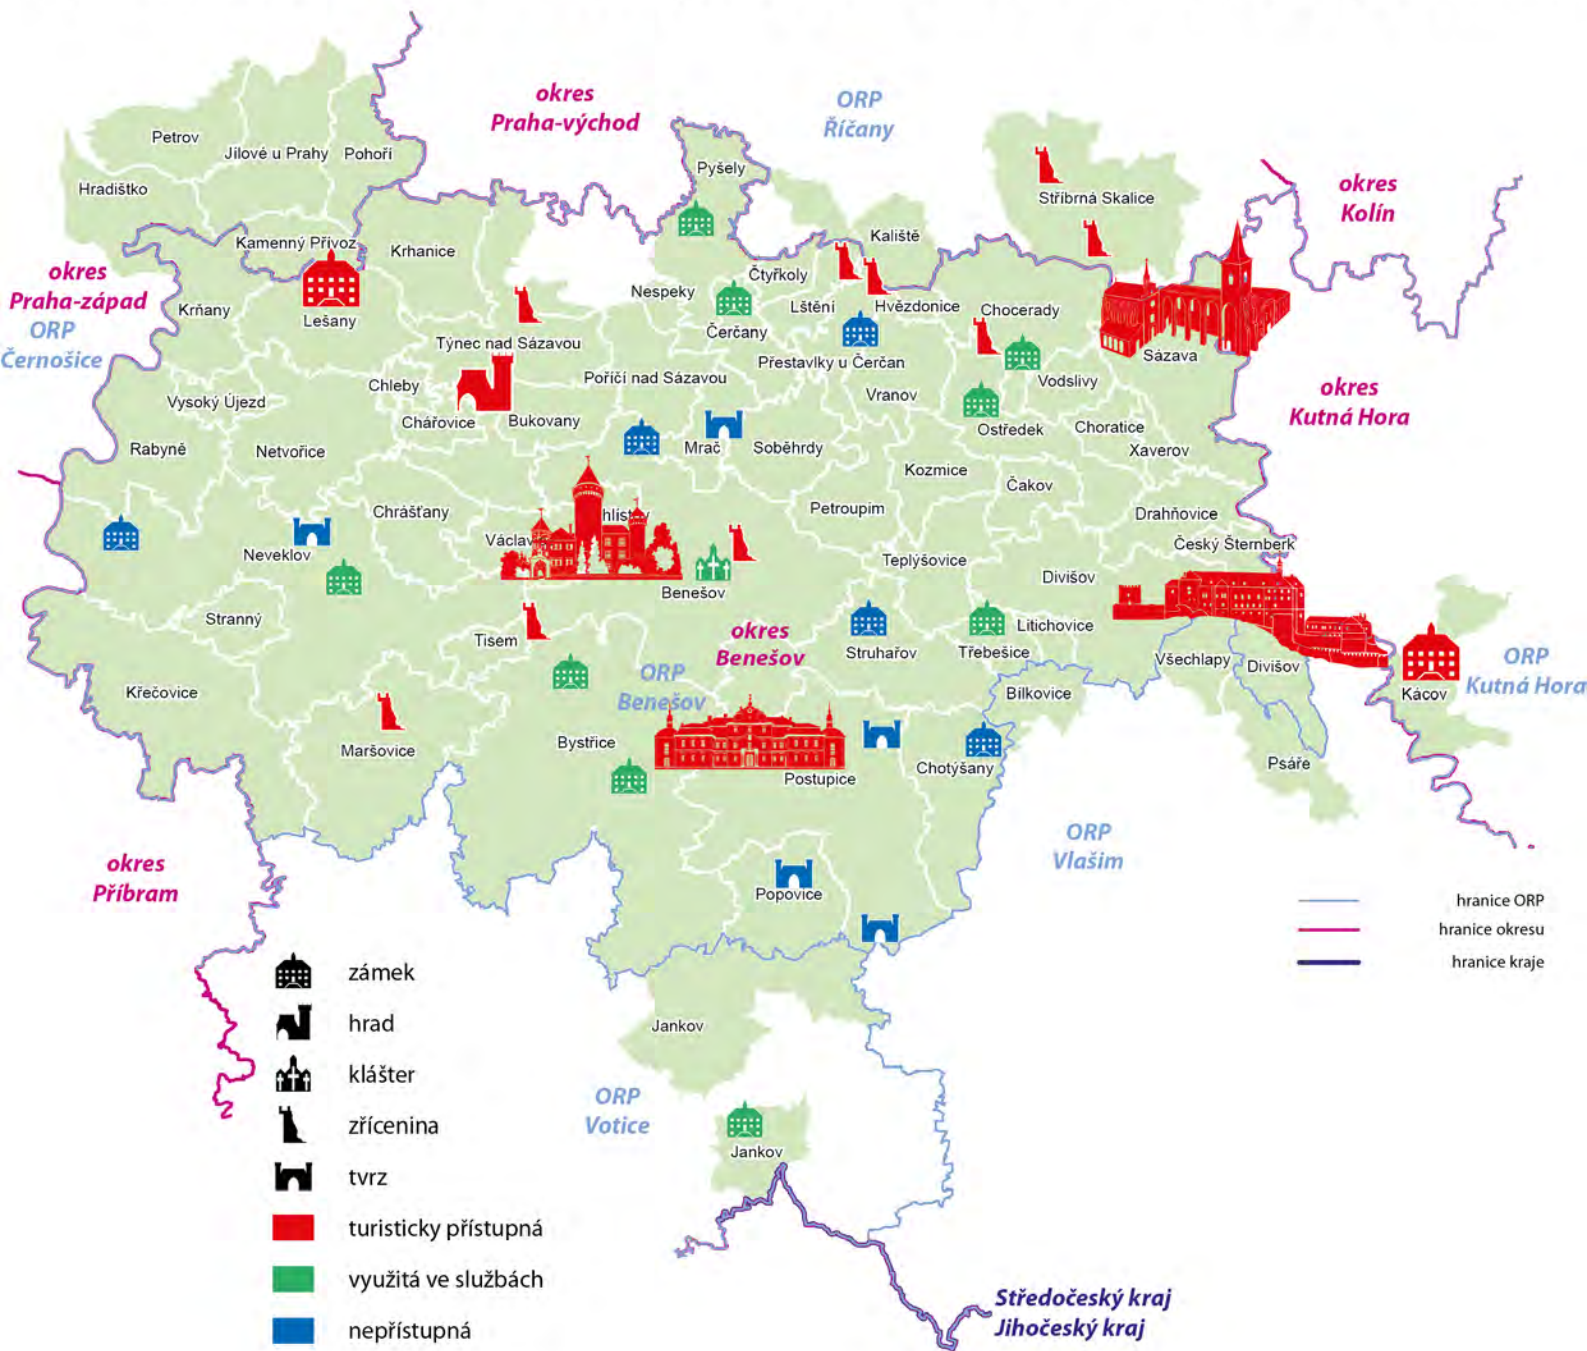 okres
Praha-východ
ORP
Říčany
Petrov
Jílové u Prahy
Pohoří
Hradištko
Pyšely
Stříbrná Skalice
okres
Kolín
Kaliště
Kamenný Přívoz
Krhanice
okres
Praha-západ
ORP
Černošice
Krňany
Lešany
Nespeky
Čtyřkoly
Lštění
Hvězdonice
Chocerady
Čerčany
Týnec nad Sázavou
Přestavlky u Čerčan
Sázava
Vodslivy
okres
Kutná Hora
Chleby
Poříčí nad Sázavou
Vranov
Vysoký Újezd
Chářovice
Bukovany
Ostředek
Choratice
Rabyně
Netvořice
Mrač
Soběhrdy
Xaverov
Kozmice
Čakov
Chrášťany
Petroupim
Drahňovice
Václav
Neveklov
Český Šternberk
Teplýšovice
Benešov
Divišov
Stranný
Tisem
okres
Benešov
Litichovice
Struhařov
Třebešice
Všechlapy
Divišov
ORP
Kutná Hora
Křečovice
ORP
Benešov
Bílkovice
Kácov
Maršovice
Bystřice
Postupice
Chotýšany
Psáře
ORP
Vlašim
okres
Příbram
Popovice
hranice ORP
hranice okresu
hranice kraje
zámek
hrad
klášter
zřícenina
tvrz
turisticky přístupná
využitá ve službách
nepřístupná
Jankov
ORP
Votice
Jankov
Středočeský kraj
Jihočeský kraj